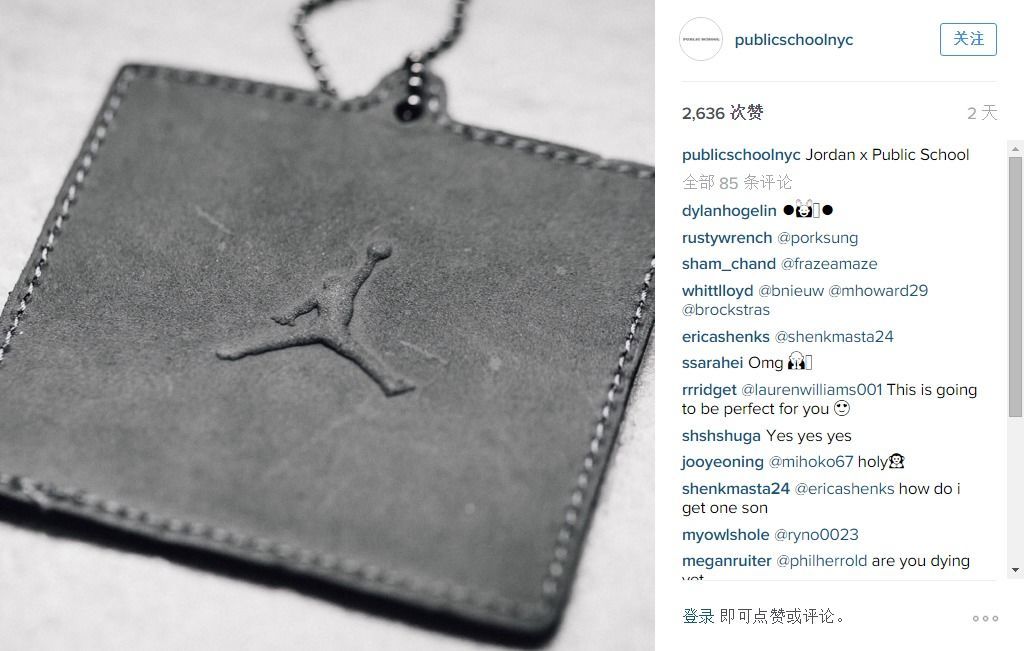 PUBLIC SCHOOL
publicschoolnyc
关注
2,636 次赞
2 天
publicschoolnyc Jordan x Public School
全部 85 条评论
dylanhogelin
rustywrench @porksung
sham_chand @frazeamaze
whittlloyd @bnieuw @mhoward29
@brockstras
ericashenks @shenkmasta24
ssarahei Omg
rrridget @laurenwilliams001 This is going
to be perfect for you
shshshuga Yes yes yes
jooyeoning @mihoko67 holy
shenkmasta24 @ericashenks how do i
get one son
myowlshole @ryno0023
meganruiter @philherrold are you dying
yet
登录 即可点赞或评论。